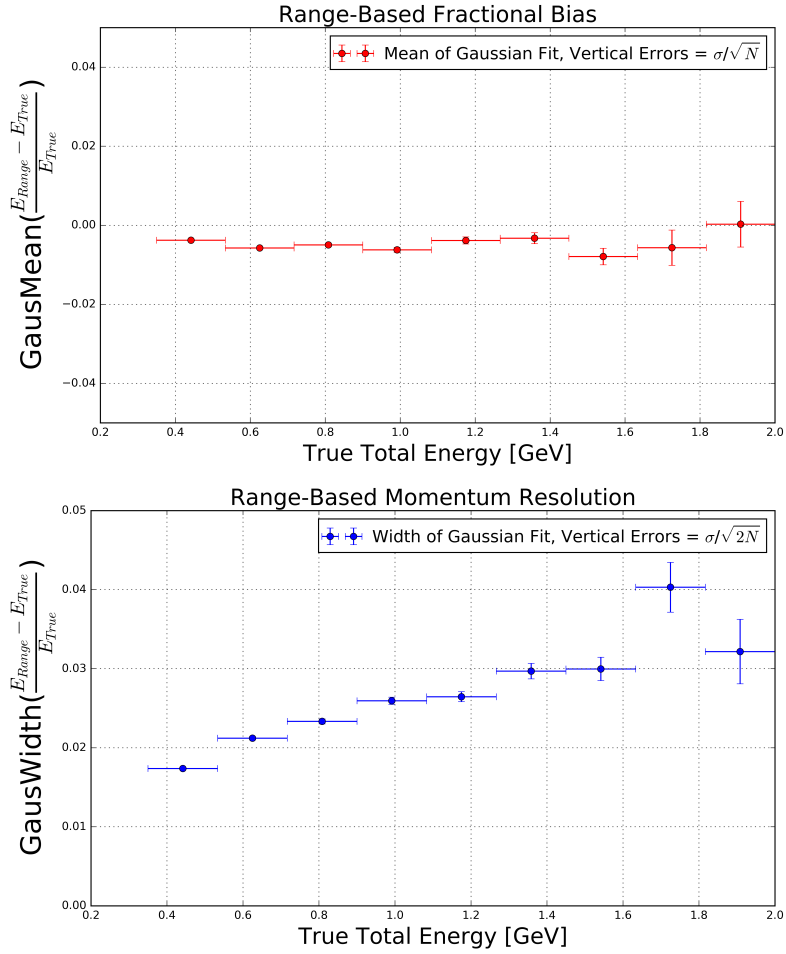 Range-Based Fractional Bias
Mean of Gaussian Fit, Vertical Errors = σ/√N
GausMean((E_Range − E_True)/E_True)
0.04
0.02
0.00
−0.02
−0.04
0.2 0.4 0.6 0.8 1.0 1.2 1.4 1.6 1.8 2.0
True Total Energy [GeV]
Range-Based Momentum Resolution
Width of Gaussian Fit, Vertical Errors = σ/√2N
GausWidth((E_Range − E_True)/E_True)
0.05
0.04
0.03
0.02
0.01
0.00
0.2 0.4 0.6 0.8 1.0 1.2 1.4 1.6 1.8 2.0
True Total Energy [GeV]